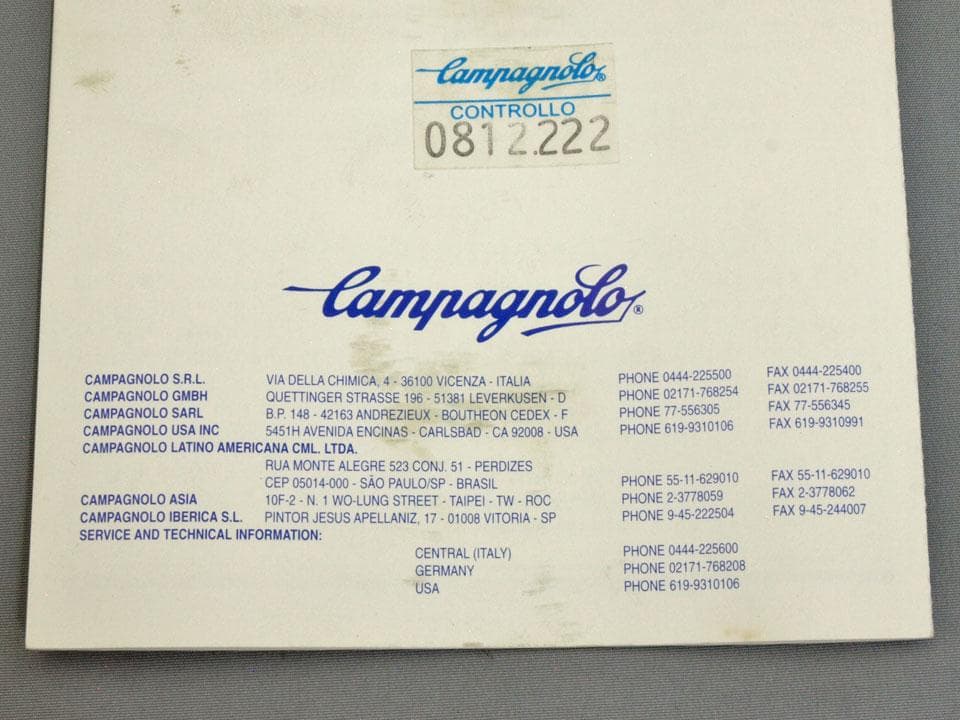 Campagnolo®
CONTROLLO
0812.222
Campagnolo®
CAMPAGNOLO S.R.L. VIA DELLA CHIMICA, 4 - 36100 VICENZA - ITALIA PHONE 0444-225500 FAX 0444-225400
CAMPAGNOLO GMBH QUETTINGER STRASSE 196 - 51381 LEVERKUSEN - D PHONE 02171-768254 FAX 02171-768255
CAMPAGNOLO SARL B.P. 148 - 42163 ANDREZIEUX - BOUTHEON CEDEX - F PHONE 77-556305 FAX 77-556345
CAMPAGNOLO USA INC 5451H AVENIDA ENCINAS - CARLSBAD - CA 92008 - USA PHONE 619-9310106 FAX 619-9310991
CAMPAGNOLO LATINO AMERICANA CML. LTDA.
RUA MONTE ALEGRE 523 CONJ. 51 - PERDIZES
CEP 05014-000 - SÃO PAULO/SP - BRASIL PHONE 55-11-629010 FAX 55-11-629010
CAMPAGNOLO ASIA 10F-2 - N. 1 WO-LUNG STREET - TAIPEI - TW - ROC PHONE 2-3778059 FAX 2-3778062
CAMPAGNOLO IBERICA S.L. PINTOR JESUS APELLANIZ, 17 - 01008 VITORIA - SP PHONE 9-45-222504 FAX 9-45-244007
SERVICE AND TECHNICAL INFORMATION:
CENTRAL (ITALY) PHONE 0444-225600
GERMANY PHONE 02171-768208
USA PHONE 619-9310106